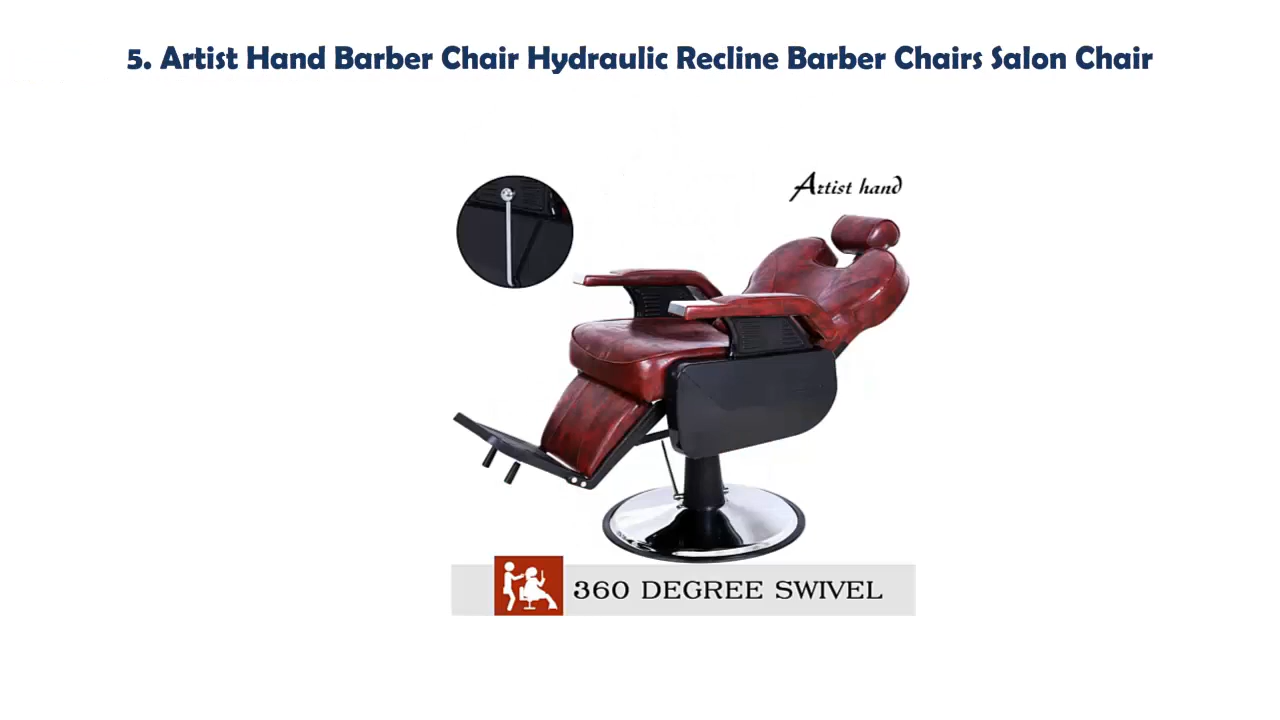 5. Artist Hand Barber Chair Hydraulic Recline Barber Chairs Salon Chair
Artist hand
360 DEGREE SWIVEL